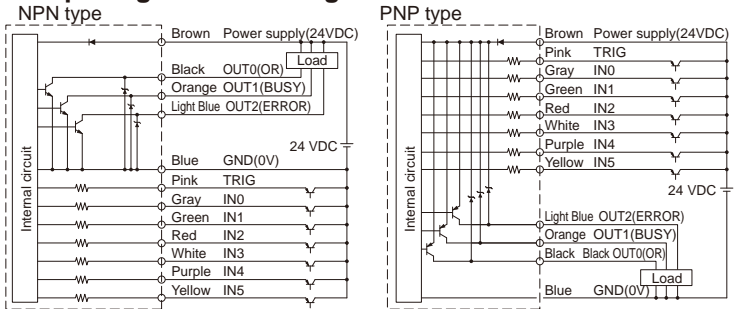 NPN type
Brown Power supply(24VDC)
Load
Black OUT0(OR)
Orange OUT1(BUSY)
Light Blue OUT2(ERROR)
24 VDC
Blue GND(0V)
Pink TRIG
Gray IN0
Green IN1
Red IN2
White IN3
Purple IN4
Yellow IN5
Internal circuit
PNP type
Brown Power supply(24VDC)
Pink TRIG
Gray IN0
Green IN1
Red IN2
White IN3
Purple IN4
Yellow IN5
24 VDC
Internal circuit
Light Blue OUT2(ERROR)
Orange OUT1(BUSY)
Black Black OUT0(OR)
Load
Blue GND(0V)